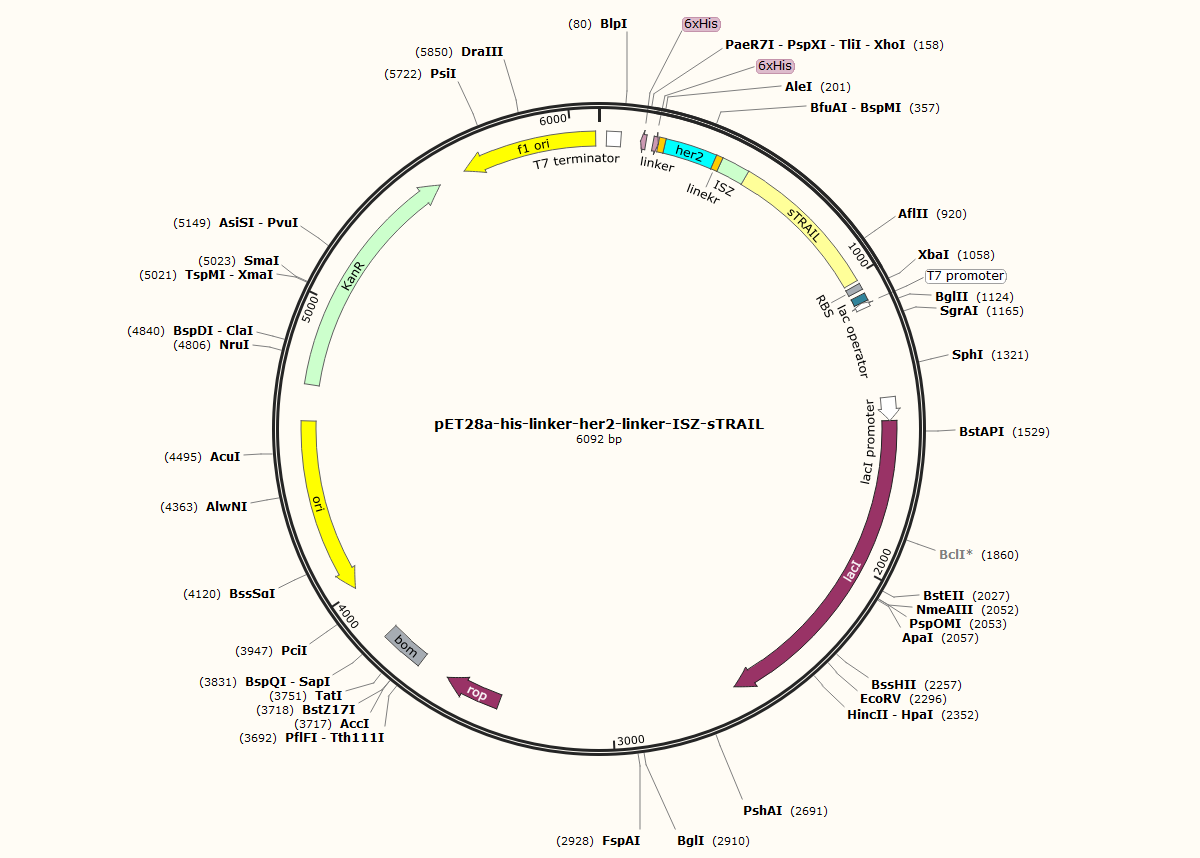 (80) BlpI
6xHis
PaeR7I - PspXI - TliI - XhoI (158)
6xHis
AleI (201)
BfuAI - BspMI (357)
(5850) DraIII
(5722) PsiI
6000
f1 ori
T7 terminator
linker
her2
linekr
ISZ
sTRAIL
AflII (920)
1000
XbaI (1058)
T7 promoter
BglII (1124)
SgrAI (1165)
RBS
lac operator
SphI (1321)
lacI promoter
BstAPI (1529)
lacI
BclI* (1860)
2000
BstEII (2027)
NmeAIII (2052)
PspOMI (2053)
ApaI (2057)
BssHII (2257)
EcoRV (2296)
HincII - HpaI (2352)
PshAI (2691)
3000
BglI (2910)
(2928) FspAI
rop
bom
(3692) PflFI - Tth111I
(3717) AccI
(3718) BstZ17I
(3751) TatI
(3831) BspQI - SapI
(3947) PciI
4000
(4120) BssSαI
ori
(4363) AlwNI
(4495) AcuI
(4806) NruI
(4840) BspDI - ClaI
5000
KanR
(5021) TspMI - XmaI
(5023) SmaI
(5149) AsiSI - PvuI
pET28a-his-linker-her2-linker-ISZ-sTRAIL
6092 bp